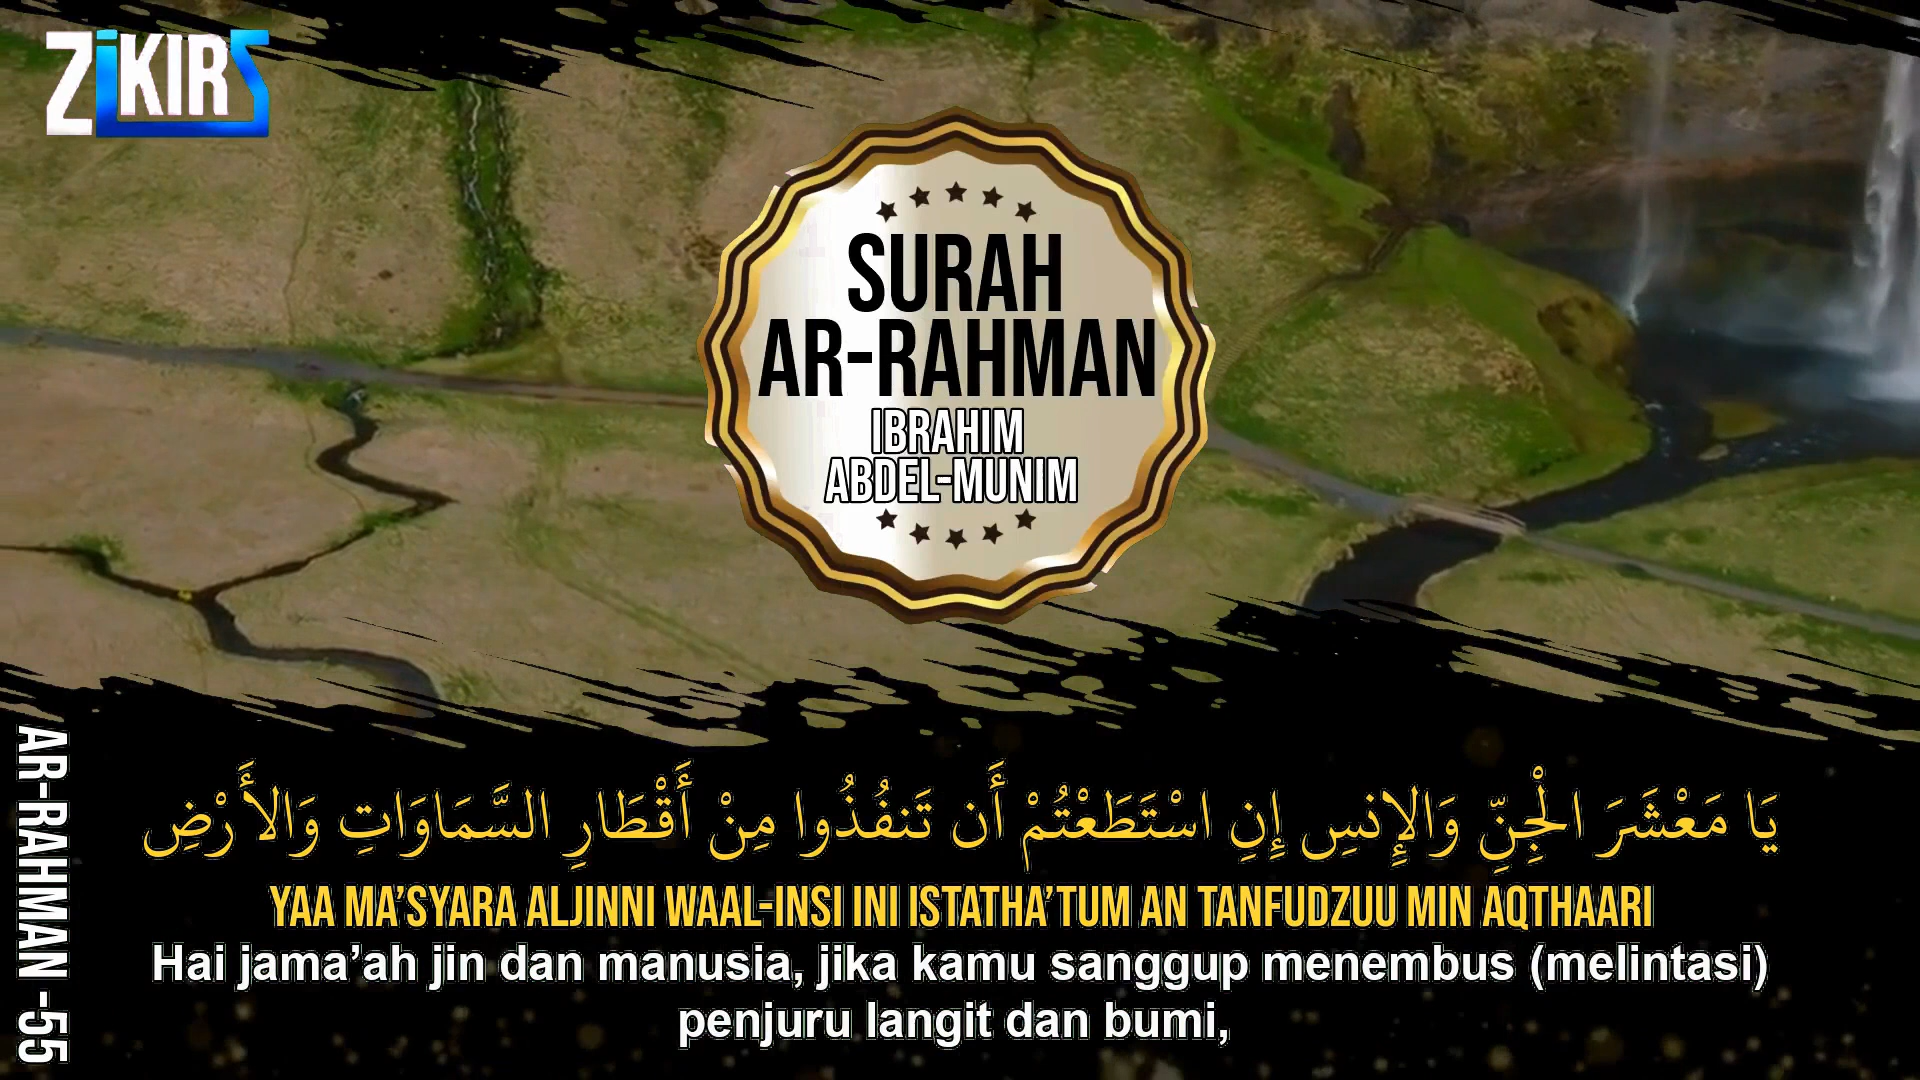 ZIKIRS
SURAH
AR-RAHMAN
IBRAHIM
ABDEL-MUNIM
AR-RAHMAN -55
يَا مَعْشَرَ الْجِنِّ وَالإِنسِ إِنِ اسْتَطَعْتُمْ أَن تَنفُذُوا مِنْ أَقْطَارِ السَّمَاوَاتِ وَالأَرْضِ
YAA MA’SYARA ALJINNI WAAL-INSI INI ISTATHA’TUM AN TANFUDZUU MIN AQTHAARI
Hai jama’ah jin dan manusia, jika kamu sanggup menembus (melintasi)
penjuru langit dan bumi,